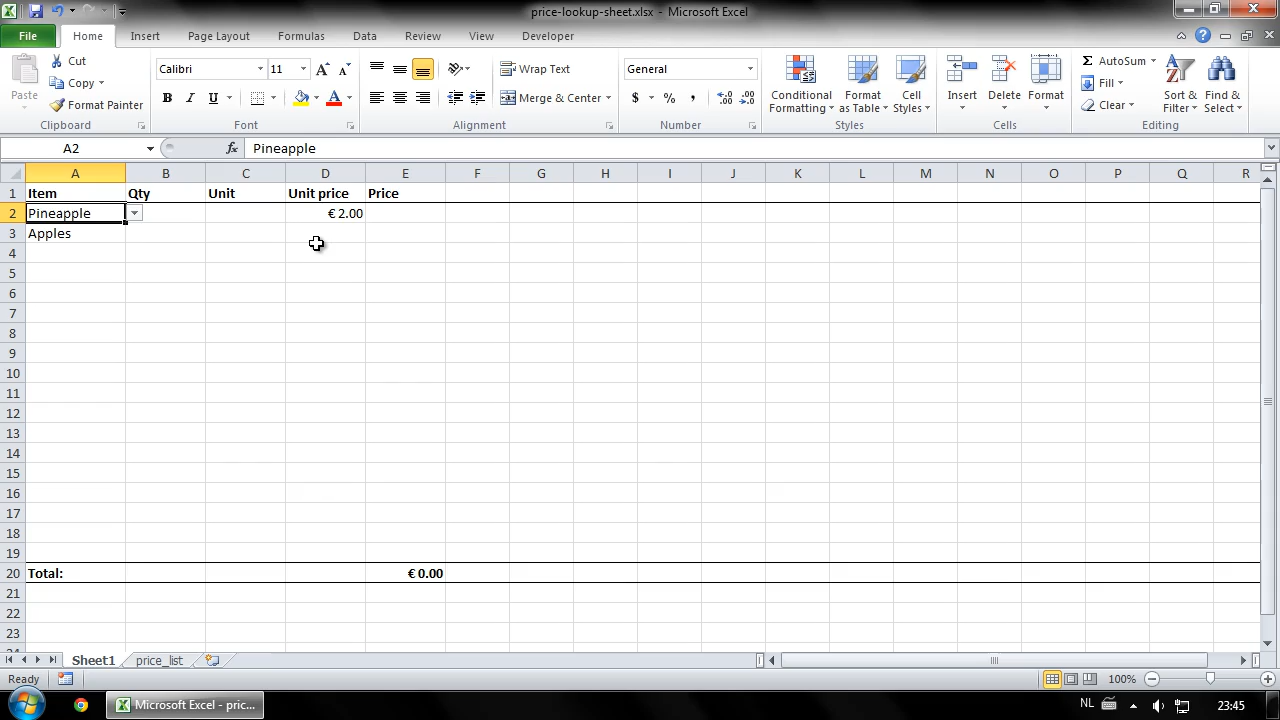 price-lookup-sheet.xlsx - Microsoft Excel
File Home Insert Page Layout Formulas Data Review View Developer
Paste
Cut
Copy
Format Painter
Clipboard
Calibri 11
B I U A
Font
Wrap Text
Merge & Center
Alignment
General
$ % ,
Number
Conditional Formatting
Format as Table
Cell Styles
Styles
Insert
Delete
Format
Cells
Σ AutoSum
Fill
Clear
Sort & Filter
Find & Select
Editing
A2 fx Pineapple
A B C D E F G H I J K L M N O P Q R
1 Item Qty Unit Unit price Price
2 Pineapple € 2.00
3 Apples
4
5
6
7
8
9
10
11
12
13
14
15
16
17
18
19
20 Total: € 0.00
21
22
23
24
Sheet1 price_list
Ready 100%
Microsoft Excel - pric... NL 23:45